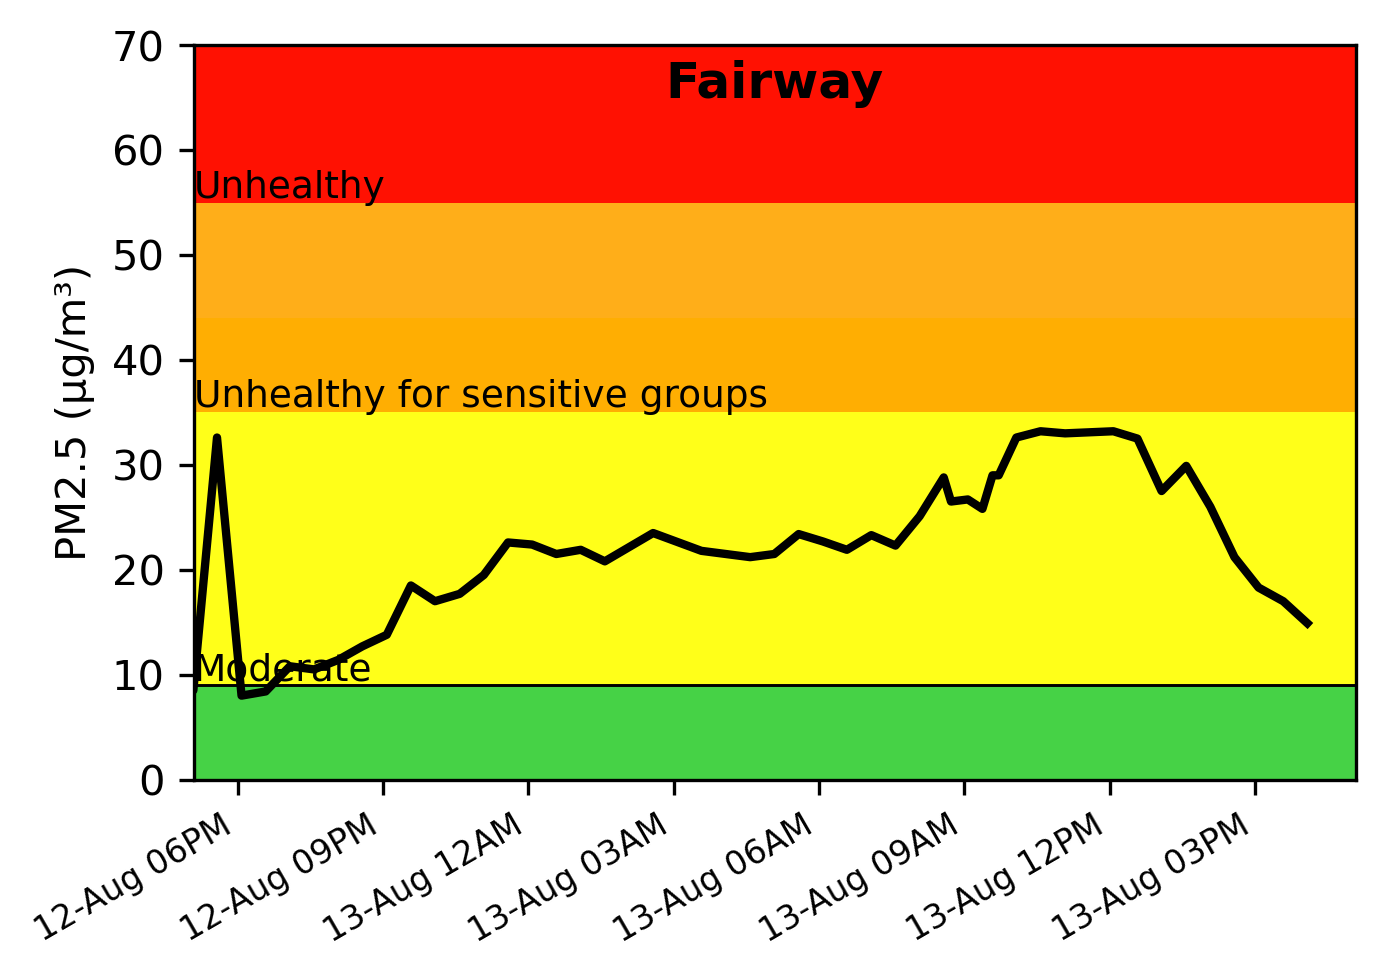 Fairway
PM2.5 (µg/m³)
70
60
50
40
30
20
10
0
Unhealthy
Unhealthy for sensitive groups
Moderate
12-Aug 06PM
12-Aug 09PM
13-Aug 12AM
13-Aug 03AM
13-Aug 06AM
13-Aug 09AM
13-Aug 12PM
13-Aug 03PM